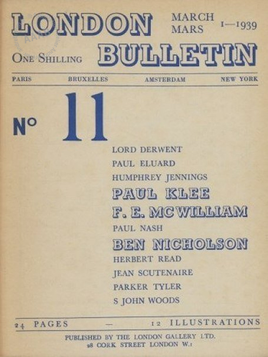 LONDON MARCH
MARS 1—1939
ONE SHILLING BULLETIN
PARIS BRUXELLES AMSTERDAM NEW YORK
Nº 11
LORD DERWENT
PAUL ELUARD
HUMPHREY JENNINGS
PAUL KLEE
F. E. MC WILLIAM
PAUL NASH
BEN NICHOLSON
HERBERT READ
JEAN SCUTENAIRE
PARKER TYLER
S JOHN WOODS
24 PAGES — 12 ILLUSTRATIONS
PUBLISHED BY THE LONDON GALLERY LTD.
28 CORK STREET LONDON W.1